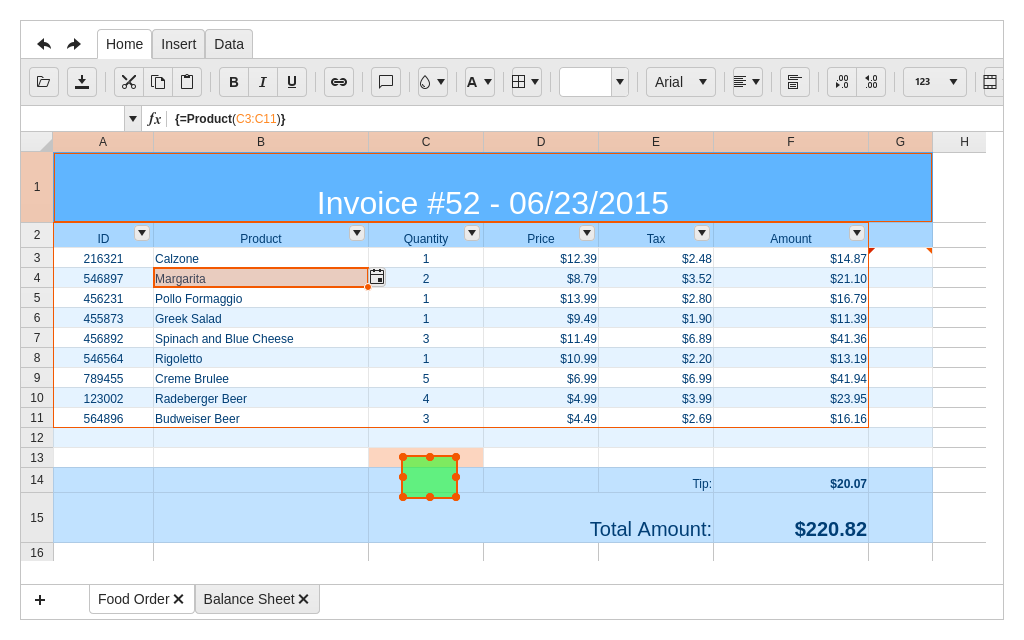 Home Insert Data
B I U A Arial .00 .0 .0 .00 123
fx {=Product(C3:C11)}
A B C D E F G H
1 Invoice #52 - 06/23/2015
2 ID Product Quantity Price Tax Amount
3 216321 Calzone 1 $12.39 $2.48 $14.87
4 546897 Margarita 2 $8.79 $3.52 $21.10
5 456231 Pollo Formaggio 1 $13.99 $2.80 $16.79
6 455873 Greek Salad 1 $9.49 $1.90 $11.39
7 456892 Spinach and Blue Cheese 3 $11.49 $6.89 $41.36
8 546564 Rigoletto 1 $10.99 $2.20 $13.19
9 789455 Creme Brulee 5 $6.99 $6.99 $41.94
10 123002 Radeberger Beer 4 $4.99 $3.99 $23.95
11 564896 Budweiser Beer 3 $4.49 $2.69 $16.16
12
13
14 Tip: $20.07
15 Total Amount: $220.82
16
+ Food Order Balance Sheet